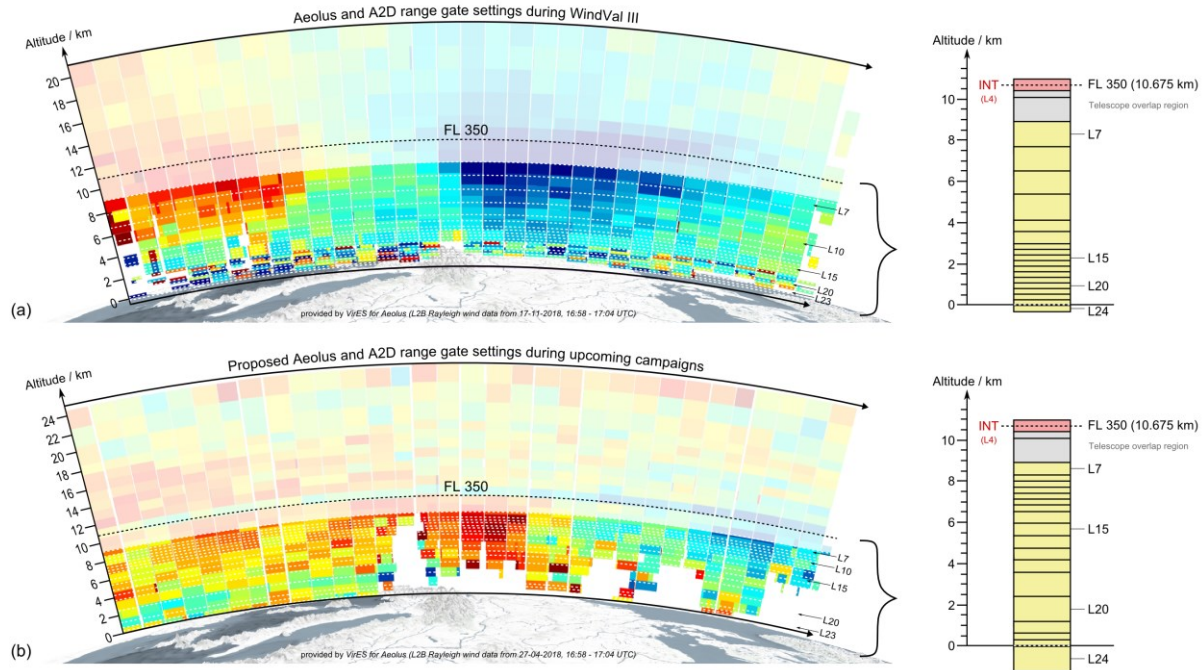 Aeolus and A2D range gate settings during WindVal III
Altitude / km
20
18
16
14
12
10
8
6
4
2
0
FL 350
L7
L10
L15
L20
L23
(a)
provided by VirES for Aeolus (L2B Rayleigh wind data from 17-11-2018, 16:58 - 17:04 UTC)
Altitude / km
10
8
6
4
2
0
INT
(L4)
FL 350 (10.675 km)
Telescope overlap region
L7
L15
L20
L24
Proposed Aeolus and A2D range gate settings during upcoming campaigns
Altitude / km
24
22
20
18
16
14
12
10
8
6
4
2
0
FL 350
L7
L10
L15
L20
L23
(b)
provided by VirES for Aeolus (L2B Rayleigh wind data from 27-04-2018, 16:58 - 17:04 UTC)
Altitude / km
10
8
6
4
2
0
INT
(L4)
FL 350 (10.675 km)
Telescope overlap region
L7
L15
L20
L24